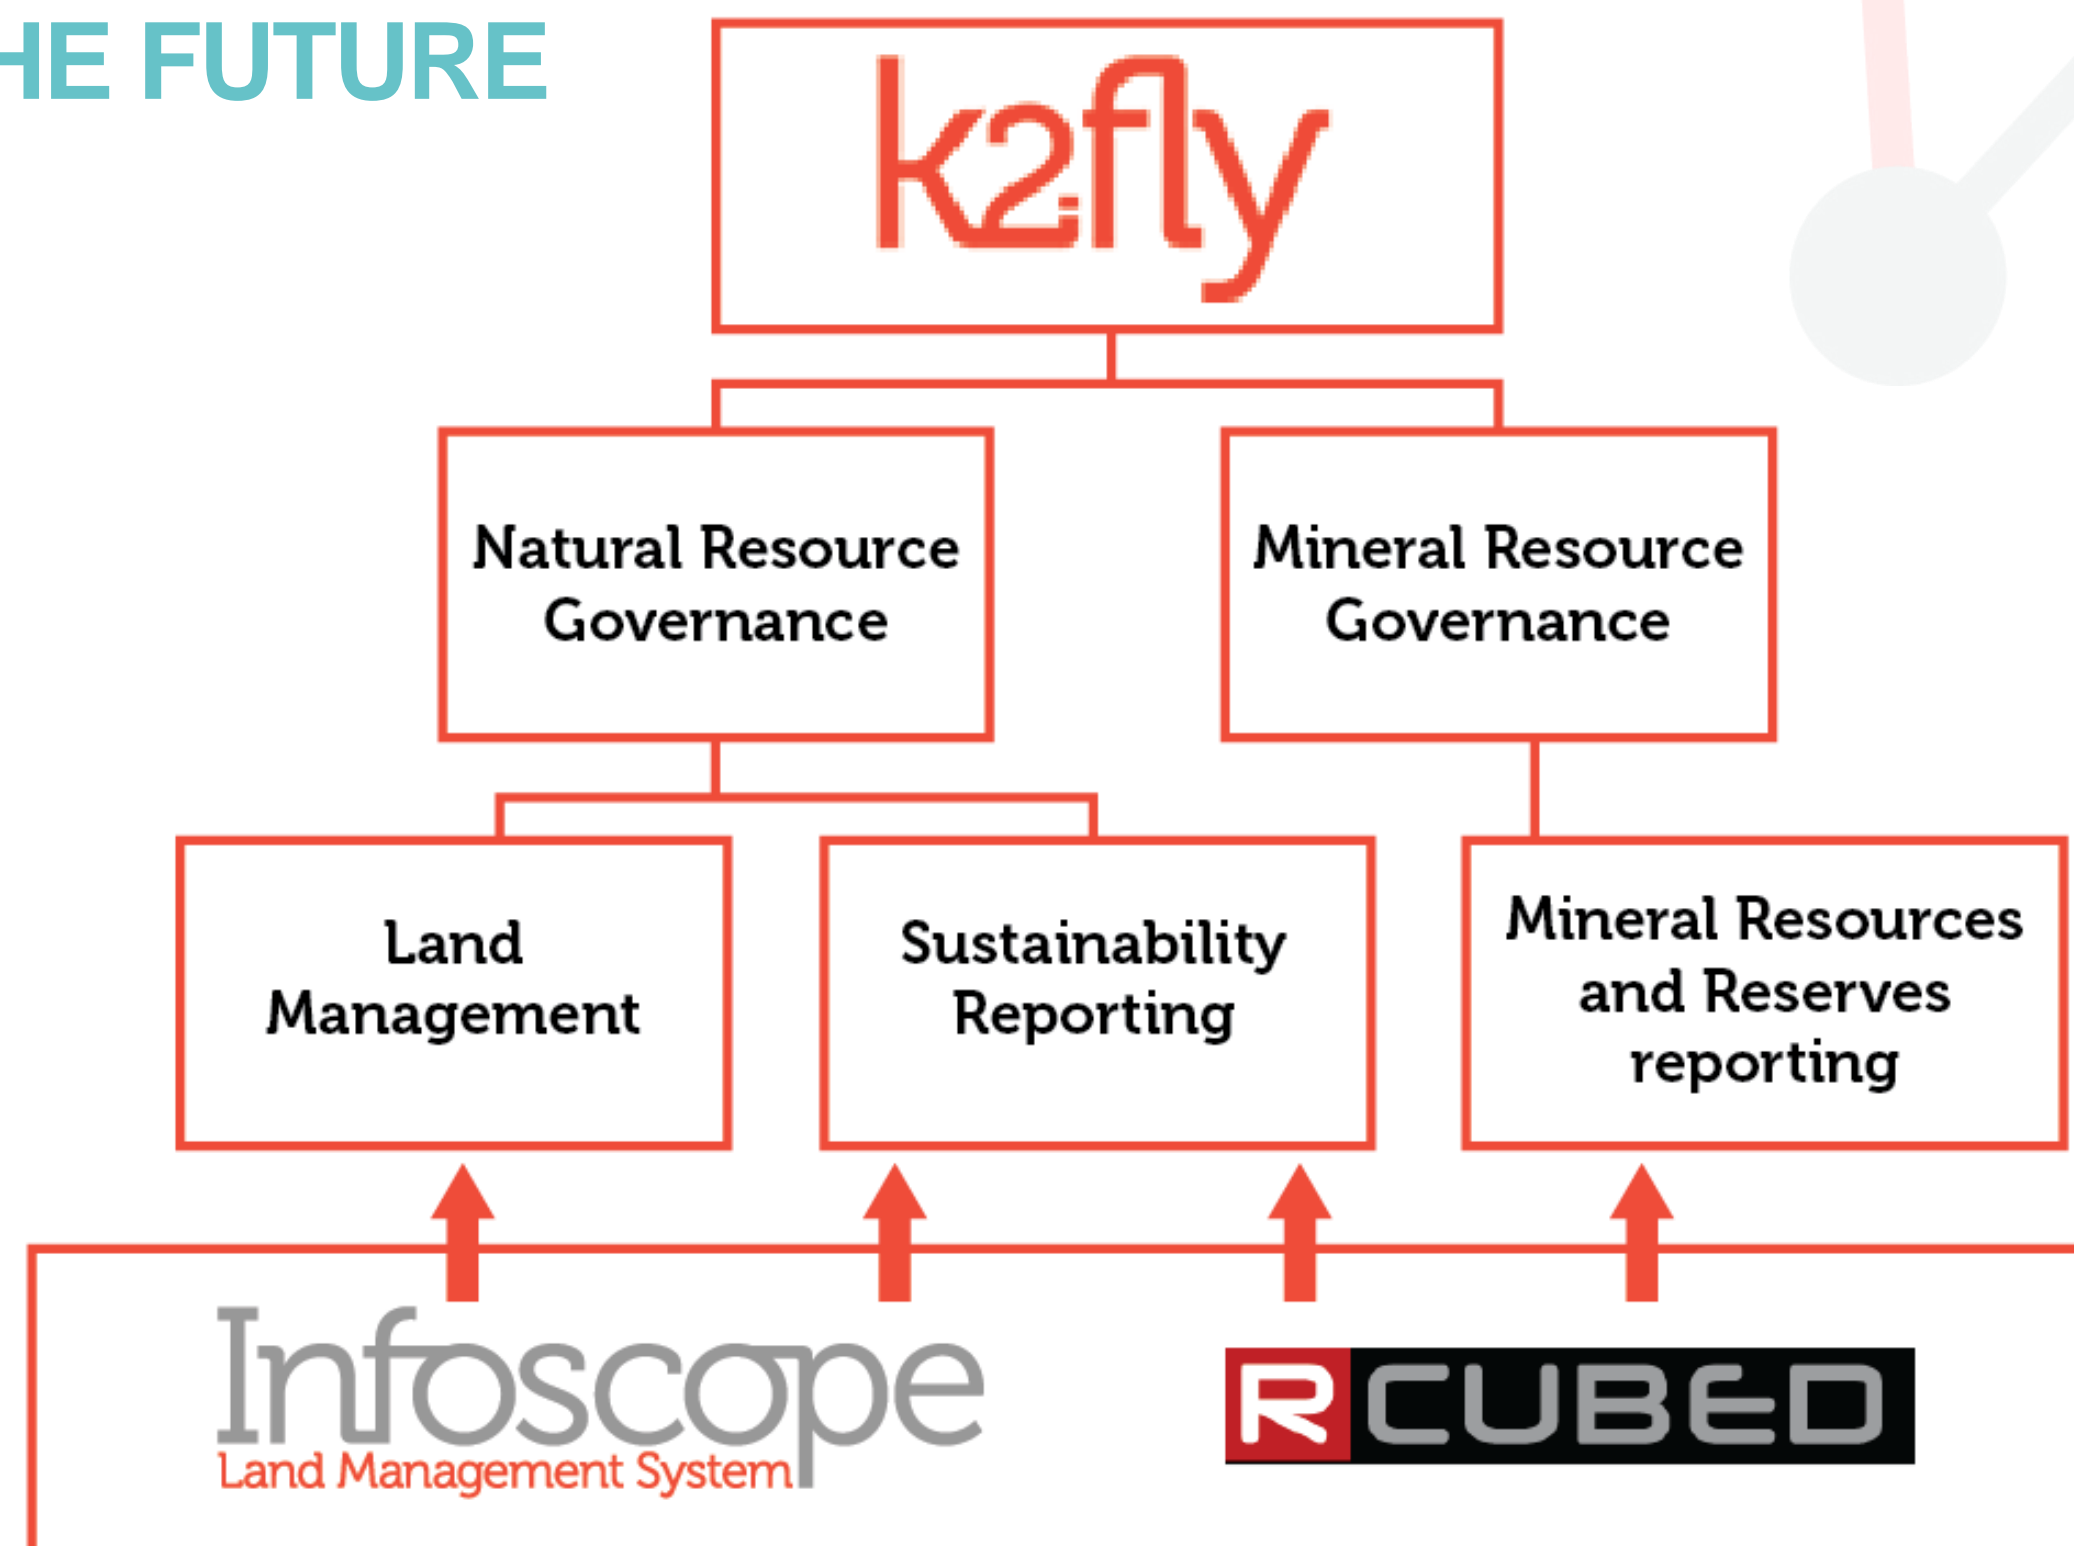 HE FUTURE
k2fly
Natural Resource
Governance
Mineral Resource
Governance
Land
Management
Sustainability
Reporting
Mineral Resources
and Reserves
reporting
Infoscope
Land Management System
RCUBED